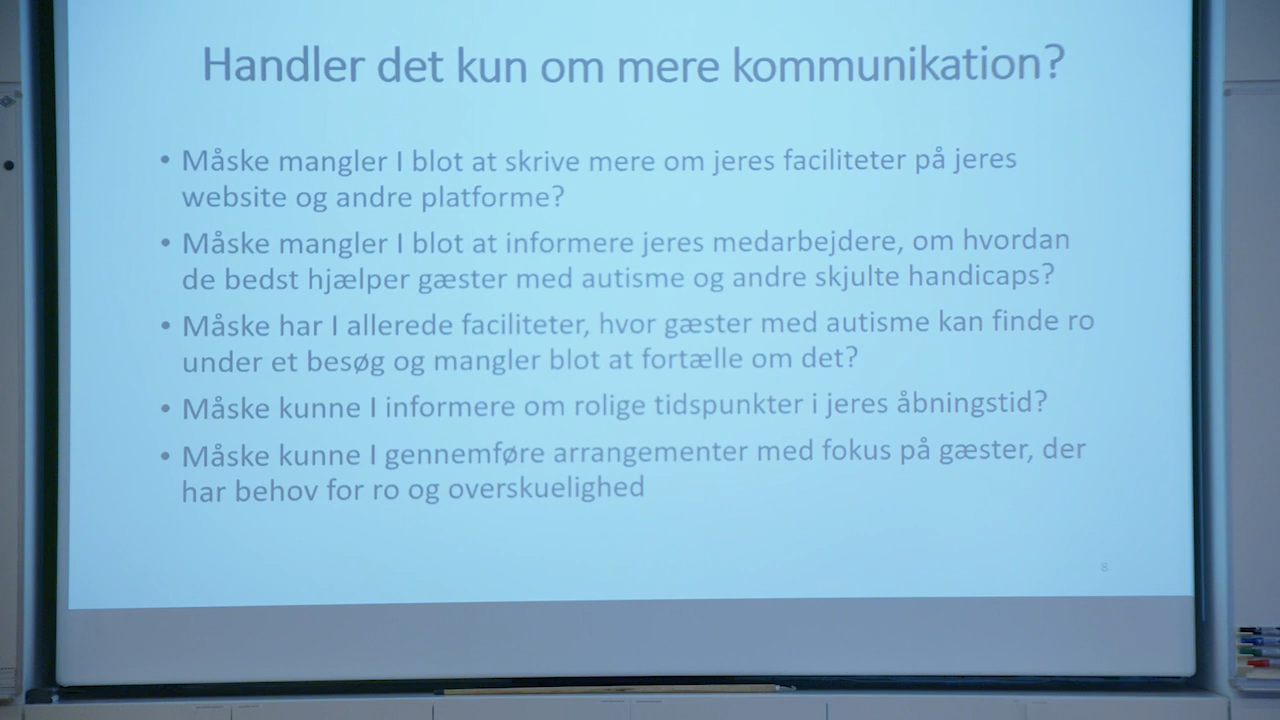 Handler det kun om mere kommunikation?
• Måske mangler I blot at skrive mere om jeres faciliteter på jeres
website og andre platforme?
• Måske mangler I blot at informere jeres medarbejdere, om hvordan
de bedst hjælper gæster med autisme og andre skjulte handicaps?
• Måske har I allerede faciliteter, hvor gæster med autisme kan finde ro
under et besøg og mangler blot at fortælle om det?
• Måske kunne I informere om rolige tidspunkter i jeres åbningstid?
• Måske kunne I gennemføre arrangementer med fokus på gæster, der
har behov for ro og overskuelighed
8